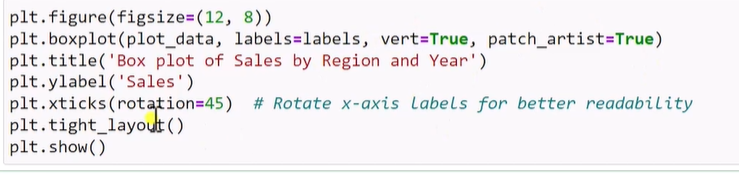 plt.figure(figsize=(12, 8))
plt.boxplot(plot_data, labels=labels, vert=True, patch_artist=True)
plt.title('Box plot of Sales by Region and Year')
plt.ylabel('Sales')
plt.xticks(rotation=45)  # Rotate x-axis labels for better readability
plt.tight_layout()
plt.show()